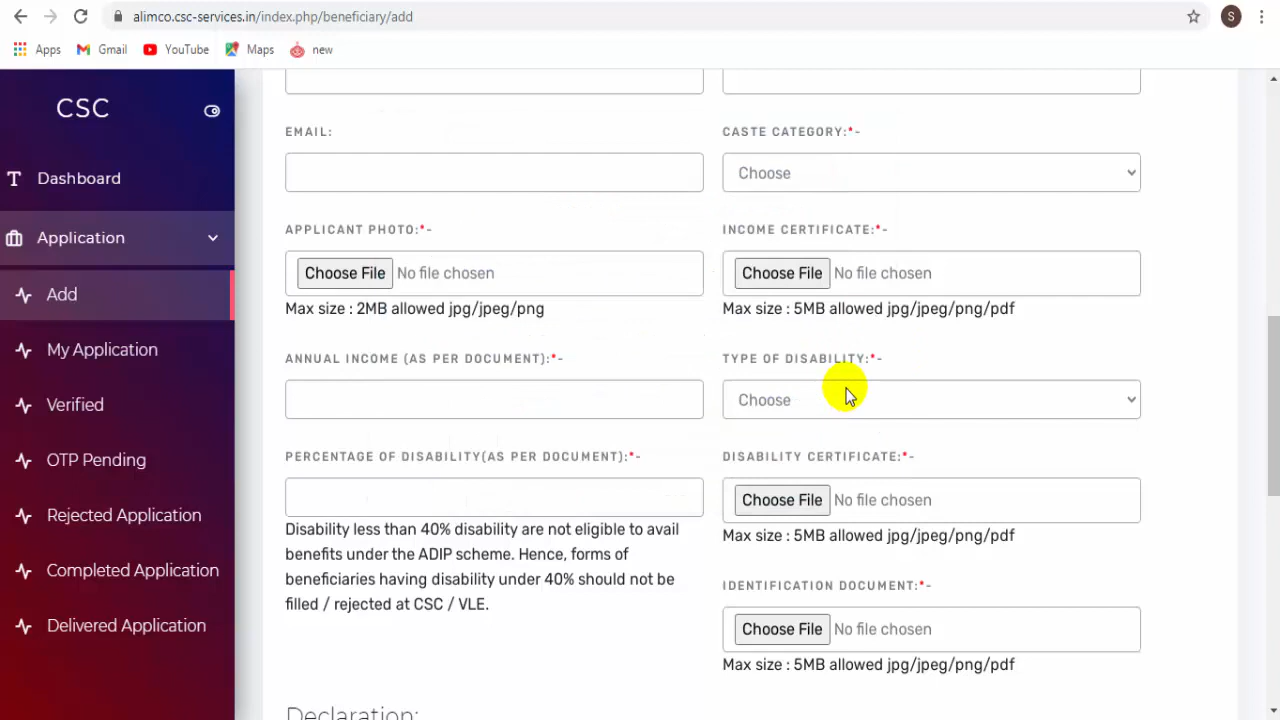 alimco.csc-services.in/index.php/beneficiary/add
S
Apps
Gmail
YouTube
Maps
new
CSC
Dashboard
Application
Add
My Application
Verified
OTP Pending
Rejected Application
Completed Application
Delivered Application
EMAIL:
CASTE CATEGORY:*-
Choose
APPLICANT PHOTO:*-
INCOME CERTIFICATE:*-
Choose File No file chosen
Choose File No file chosen
Max size : 2MB allowed jpg/jpeg/png
Max size : 5MB allowed jpg/jpeg/png/pdf
ANNUAL INCOME (AS PER DOCUMENT):*-
TYPE OF DISABILITY:*-
Choose
PERCENTAGE OF DISABILITY(AS PER DOCUMENT):*-
DISABILITY CERTIFICATE:*-
Choose File No file chosen
Disability less than 40% disability are not eligible to avail
benefits under the ADIP scheme. Hence, forms of
beneficiaries having disability under 40% should not be
filled / rejected at CSC / VLE.
Max size : 5MB allowed jpg/jpeg/png/pdf
IDENTIFICATION DOCUMENT:*-
Choose File No file chosen
Max size : 5MB allowed jpg/jpeg/png/pdf
Declaration: